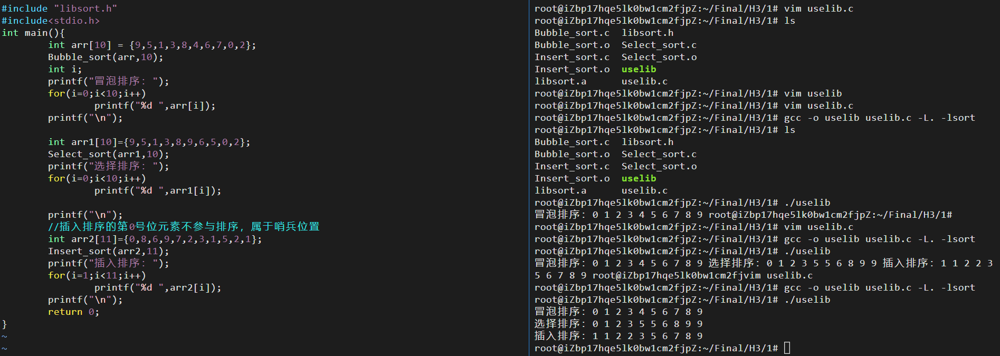 #include "libsort.h"
#include<stdio.h>
int main(){
        int arr[10] = {9,5,1,3,8,4,6,7,0,2};
        Bubble_sort(arr,10);
        int i;
        printf("冒泡排序: ");
        for(i=0;i<10;i++)
                printf("%d ",arr[i]);
        printf("\n");

        int arr1[10]={9,5,1,3,8,9,6,5,0,2};
        Select_sort(arr1,10);
        printf("选择排序: ");
        for(i=0;i<10;i++)
                printf("%d ",arr1[i]);

        printf("\n");
        //插入排序的第0号位元素不参与排序，属于哨兵位置
        int arr2[11]={0,8,6,9,7,2,3,1,5,2,1};
        Insert_sort(arr2,11);
        printf("插入排序: ");
        for(i=1;i<11;i++)
                printf("%d ",arr2[i]);
        printf("\n");
        return 0;
}
~
~
root@iZbp17hqe5lk0bw1cm2fjpZ:~/Final/H3/1# vim uselib.c
root@iZbp17hqe5lk0bw1cm2fjpZ:~/Final/H3/1# ls
Bubble_sort.c  libsort.h
Bubble_sort.o  Select_sort.c
Insert_sort.c  Select_sort.o
Insert_sort.o  uselib
libsort.a      uselib.c
root@iZbp17hqe5lk0bw1cm2fjpZ:~/Final/H3/1# vim uselib
root@iZbp17hqe5lk0bw1cm2fjpZ:~/Final/H3/1# vim uselib.c
root@iZbp17hqe5lk0bw1cm2fjpZ:~/Final/H3/1# gcc -o uselib uselib.c -L. -lsort
root@iZbp17hqe5lk0bw1cm2fjpZ:~/Final/H3/1# ls
Bubble_sort.c  libsort.h
Bubble_sort.o  Select_sort.c
Insert_sort.c  Select_sort.o
Insert_sort.o  uselib
libsort.a      uselib.c
root@iZbp17hqe5lk0bw1cm2fjpZ:~/Final/H3/1# ./uselib
冒泡排序: 0 1 2 3 4 5 6 7 8 9 root@iZbp17hqe5lk0bw1cm2fjpZ:~/Final/H3/1#
root@iZbp17hqe5lk0bw1cm2fjpZ:~/Final/H3/1# vim uselib.c
root@iZbp17hqe5lk0bw1cm2fjpZ:~/Final/H3/1# gcc -o uselib uselib.c -L. -lsort
root@iZbp17hqe5lk0bw1cm2fjpZ:~/Final/H3/1# ./uselib
冒泡排序: 0 1 2 3 4 5 6 7 8 9 选择排序: 0 1 2 3 5 5 6 8 9 9 插入排序: 1 1 2 2 3
5 6 7 8 9 root@iZbp17hqe5lk0bw1cm2fjvim uselib.c
root@iZbp17hqe5lk0bw1cm2fjpZ:~/Final/H3/1# gcc -o uselib uselib.c -L. -lsort
root@iZbp17hqe5lk0bw1cm2fjpZ:~/Final/H3/1# ./uselib
冒泡排序: 0 1 2 3 4 5 6 7 8 9
选择排序: 0 1 2 3 5 5 6 8 9 9
插入排序: 1 1 2 2 3 5 6 7 8 9
root@iZbp17hqe5lk0bw1cm2fjpZ:~/Final/H3/1#